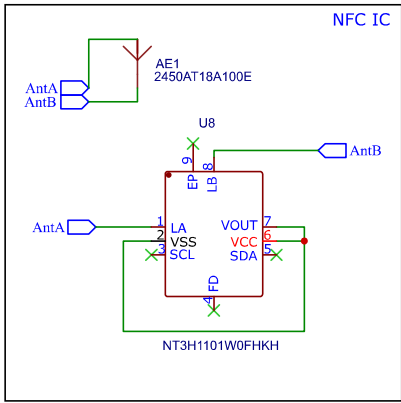 NFC IC
AE1
2450AT18A100E
AntA
AntB
U8
AntB
9
8
EP
LB
AntA
1
LA
VOUT
7
2
VSS
VCC
6
3
SCL
SDA
5
FD
4
NT3H1101W0FHKH